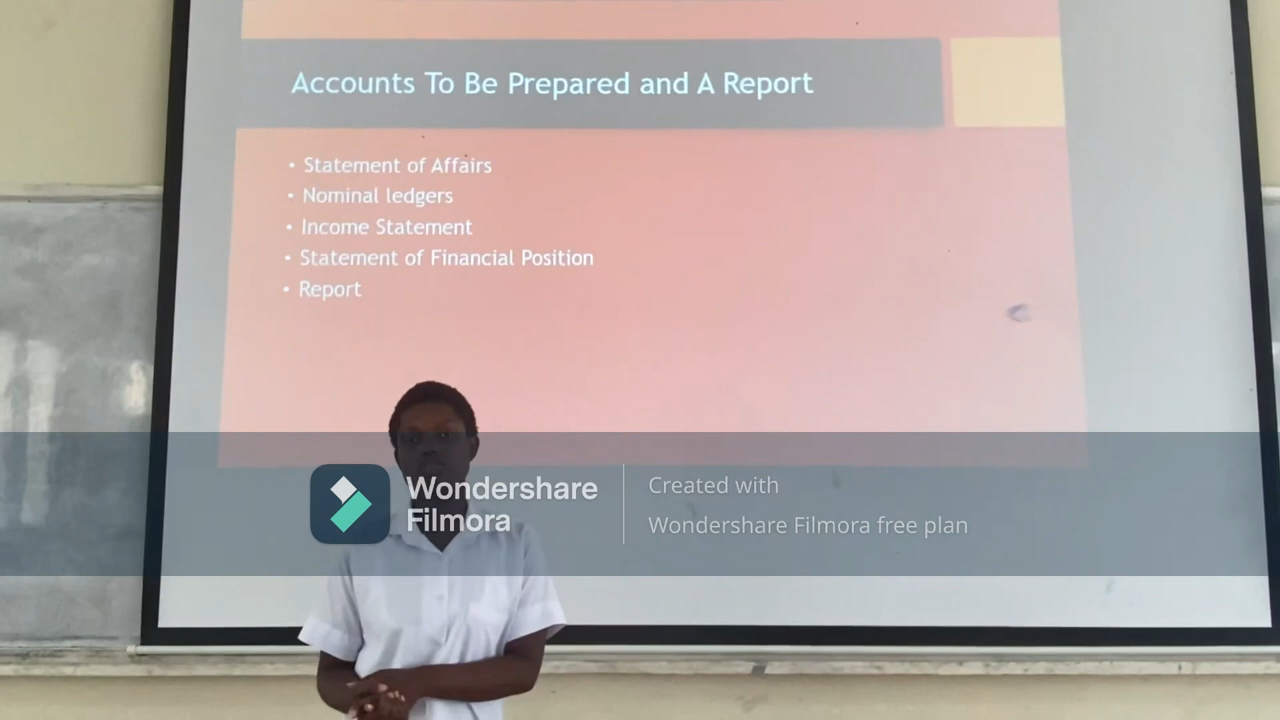 Accounts To Be Prepared and A Report
• Statement of Affairs
• Nominal ledgers
• Income Statement
• Statement of Financial Position
• Report
Wondershare
Filmora
Created with
Wondershare Filmora free plan